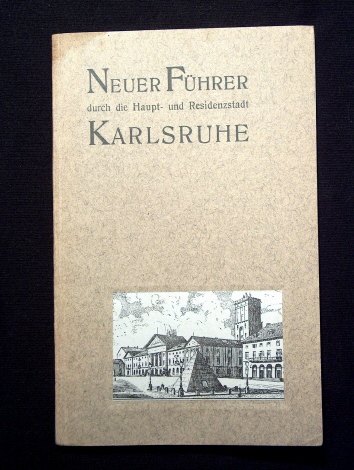 NEUER FÜHRER
durch die Haupt- und Residenzstadt
KARLSRUHE